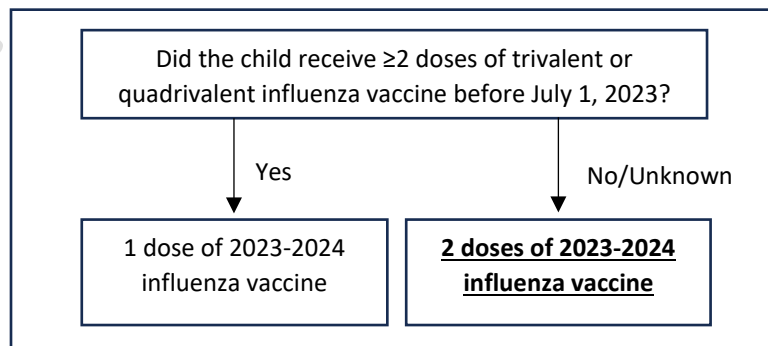 Did the child receive ≥2 doses of trivalent or
quadrivalent influenza vaccine before July 1, 2023?
Yes
No/Unknown
1 dose of 2023-2024
influenza vaccine
2 doses of 2023-2024
influenza vaccine